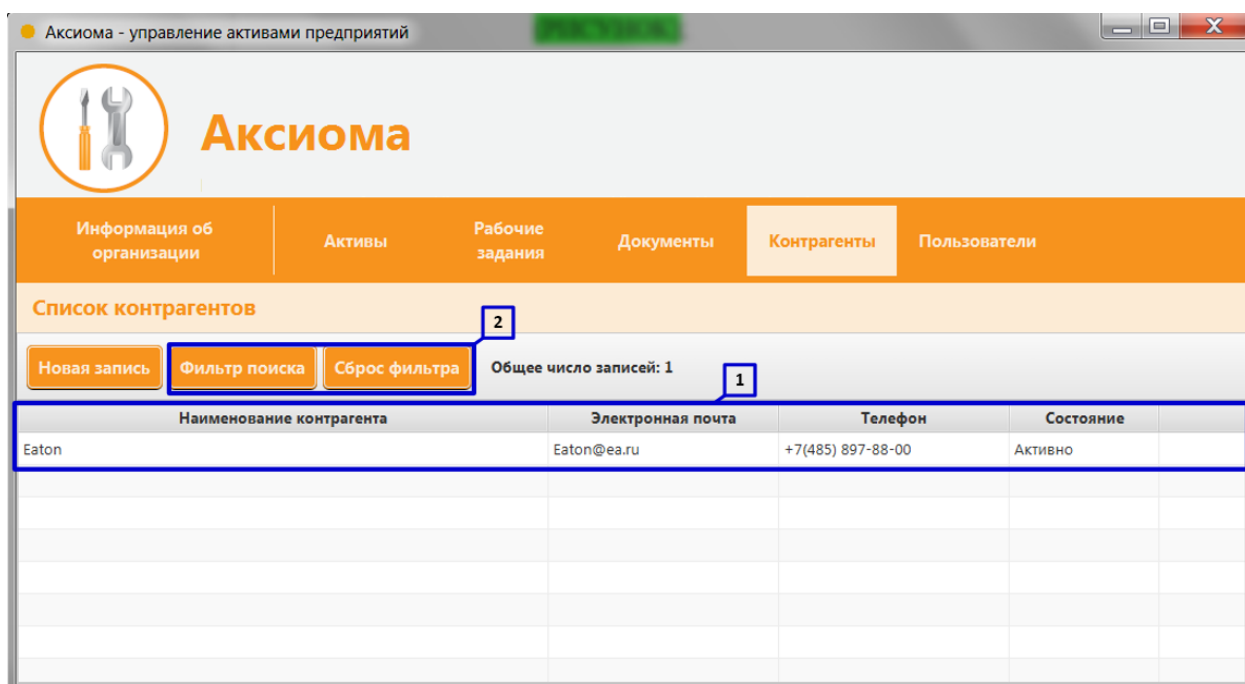 Аксиома - управление активами предприятий
Аксиома
Информация об
организации
Активы
Рабочие
задания
Документы
Контрагенты
Пользователи
Список контрагентов
2
Новая запись
Фильтр поиска
Сброс фильтра
Общее число записей: 1
1
Наименование контрагента
Электронная почта
Телефон
Состояние
Eaton
Eaton@ea.ru
+7(485) 897-88-00
Активно